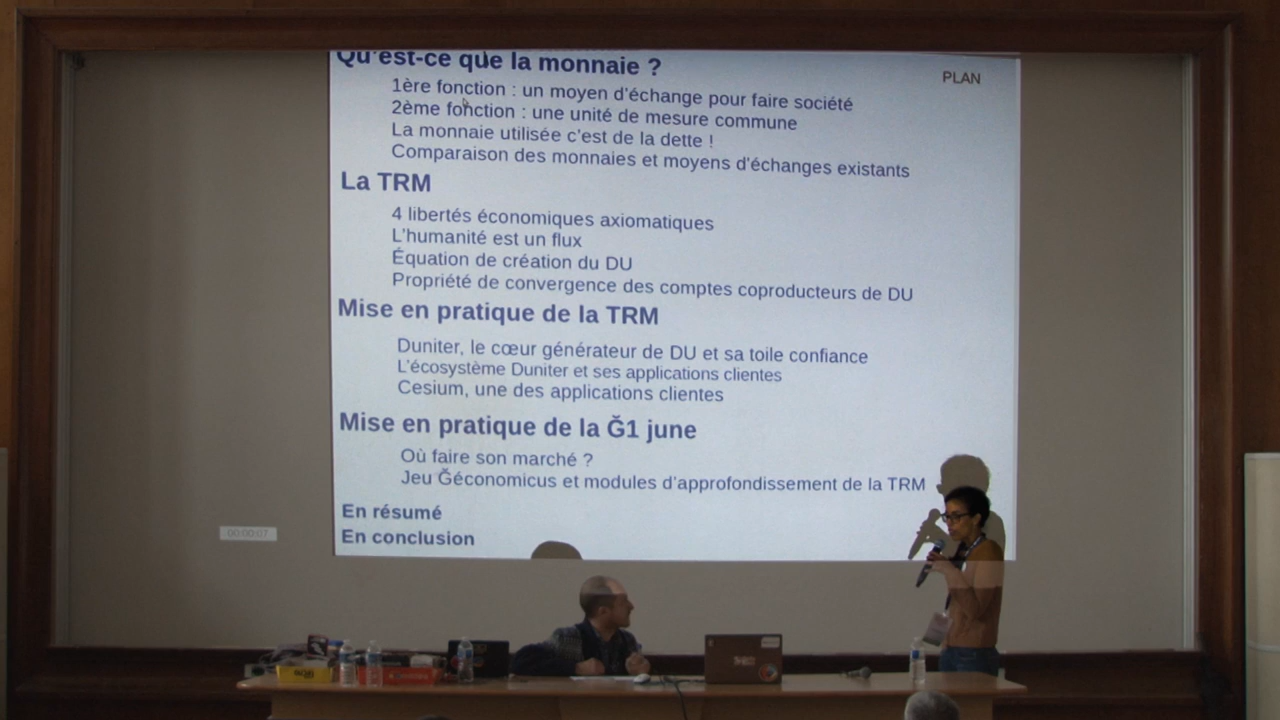 Qu'est-ce que la monnaie ?
PLAN
1ère fonction : un moyen d'échange pour faire société
2ème fonction : une unité de mesure commune
La monnaie utilisée c'est de la dette !
Comparaison des monnaies et moyens d'échanges existants
La TRM
4 libertés économiques axiomatiques
L'humanité est un flux
Équation de création du DU
Propriété de convergence des comptes coproducteurs de DU
Mise en pratique de la TRM
Duniter, le cœur générateur de DU et sa toile confiance
L'écosystème Duniter et ses applications clientes
Cesium, une des applications clientes
Mise en pratique de la Ğ1 june
Où faire son marché ?
Jeu Ğéconomicus et modules d'approfondissement de la TRM
En résumé
En conclusion
00:00:07